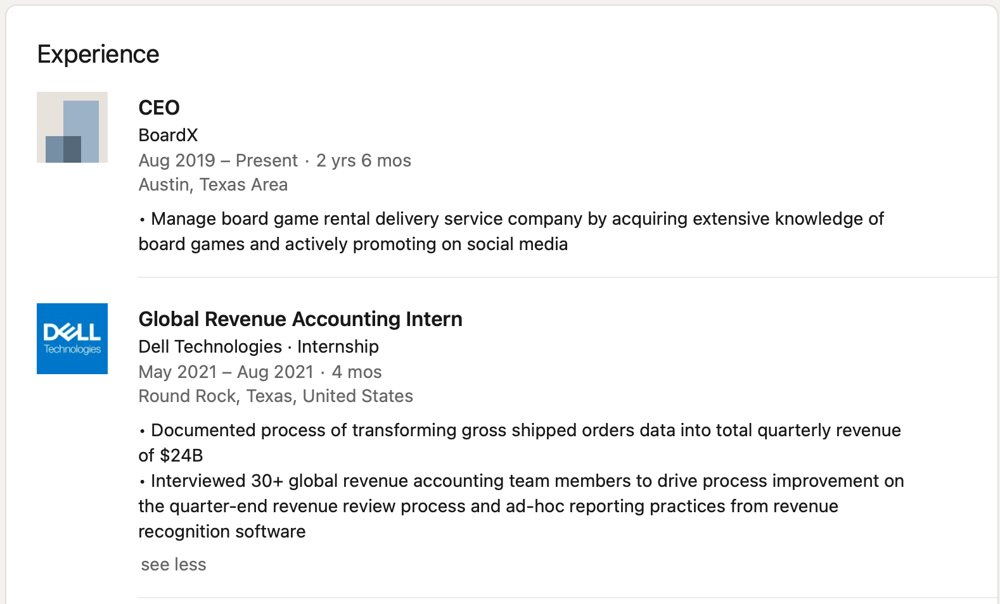 Experience
CEO
BoardX
Aug 2019 – Present · 2 yrs 6 mos
Austin, Texas Area
• Manage board game rental delivery service company by acquiring extensive knowledge of
board games and actively promoting on social media
DELL
Technologies
Global Revenue Accounting Intern
Dell Technologies · Internship
May 2021 – Aug 2021 · 4 mos
Round Rock, Texas, United States
• Documented process of transforming gross shipped orders data into total quarterly revenue
of $24B
• Interviewed 30+ global revenue accounting team members to drive process improvement on
the quarter-end revenue review process and ad-hoc reporting practices from revenue
recognition software
see less